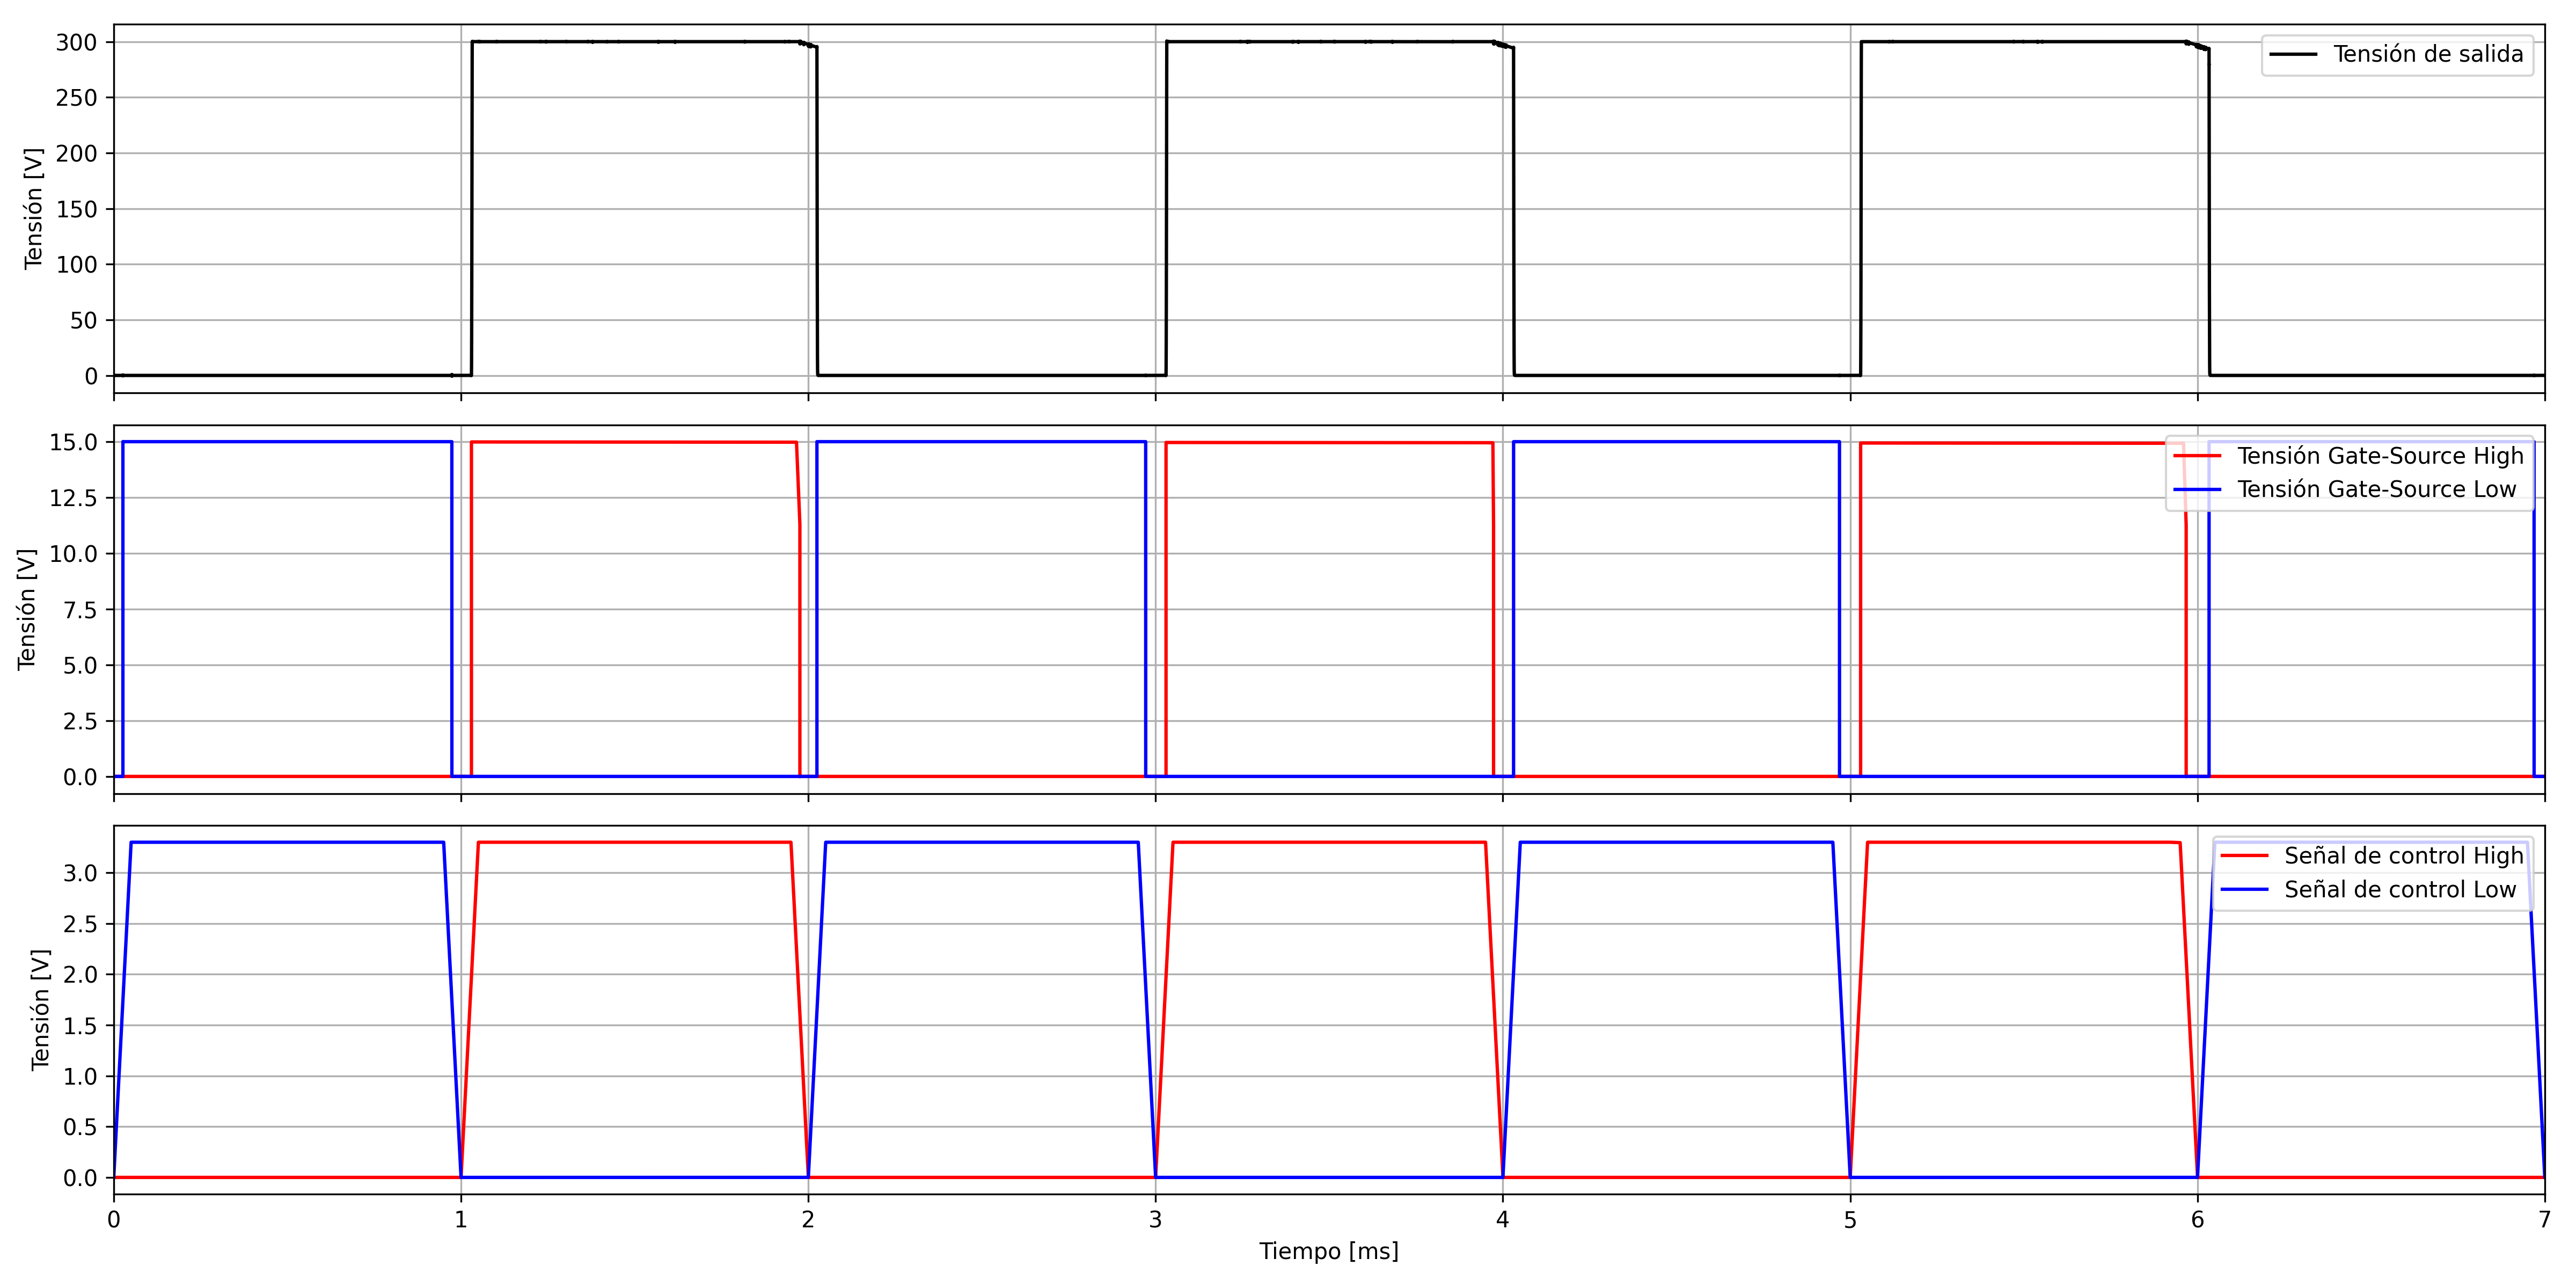 300
250
200
150
100
50
0
Tensión [V]
Tensión de salida
15.0
12.5
10.0
7.5
5.0
2.5
0.0
Tensión [V]
Tensión Gate-Source High
Tensión Gate-Source Low
3.0
2.5
2.0
1.5
1.0
0.5
0.0
Tensión [V]
Señal de control High
Señal de control Low
0 1 2 3 4 5 6 7
Tiempo [ms]